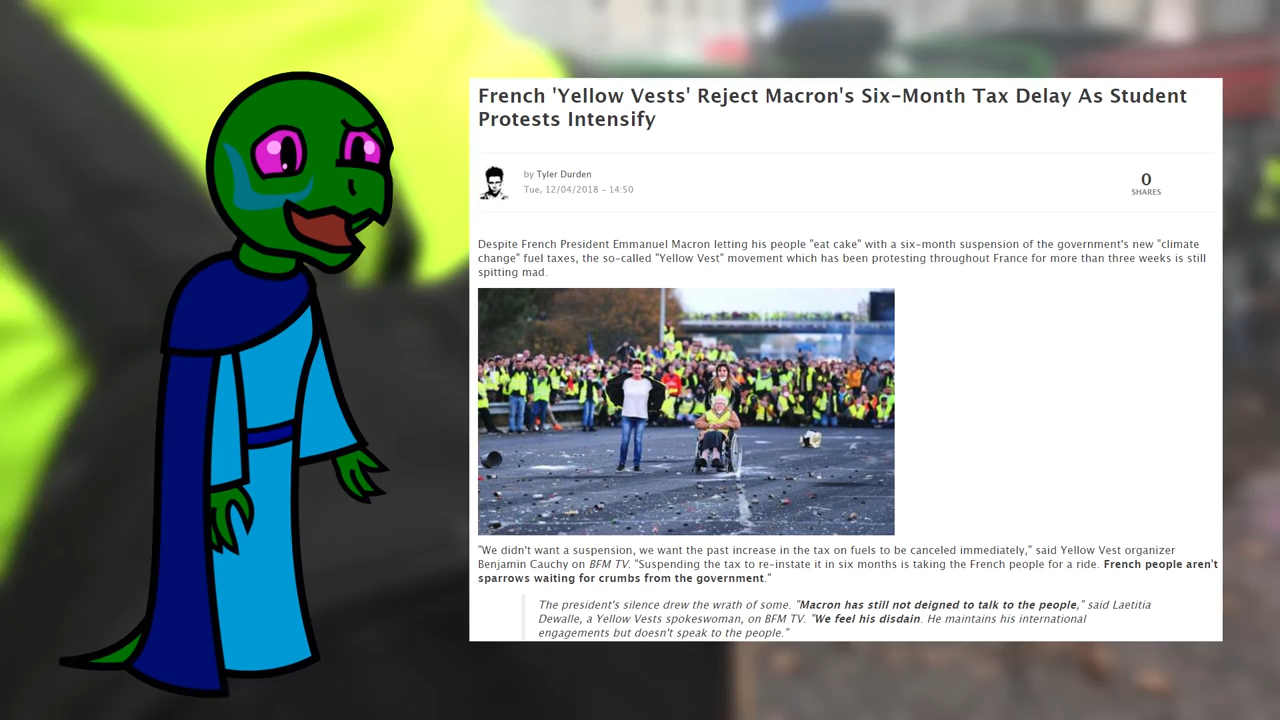 French 'Yellow Vests' Reject Macron's Six-Month Tax Delay As Student
Protests Intensify
by Tyler Durden
Tue, 12/04/2018 - 14:50
0
SHARES
Despite French President Emmanuel Macron letting his people "eat cake" with a six-month suspension of the government's new "climate
change" fuel taxes, the so-called "Yellow Vest" movement which has been protesting throughout France for more than three weeks is still
spitting mad.
"We didn't want a suspension, we want the past increase in the tax on fuels to be canceled immediately," said Yellow Vest organizer
Benjamin Cauchy on BFM TV. "Suspending the tax to re-instate it in six months is taking the French people for a ride. French people aren't
sparrows waiting for crumbs from the government."
The president's silence drew the wrath of some. "Macron has still not deigned to talk to the people," said Laetitia
Dewalle, a Yellow Vests spokeswoman, on BFM TV. "We feel his disdain. He maintains his international
engagements but doesn't speak to the people."